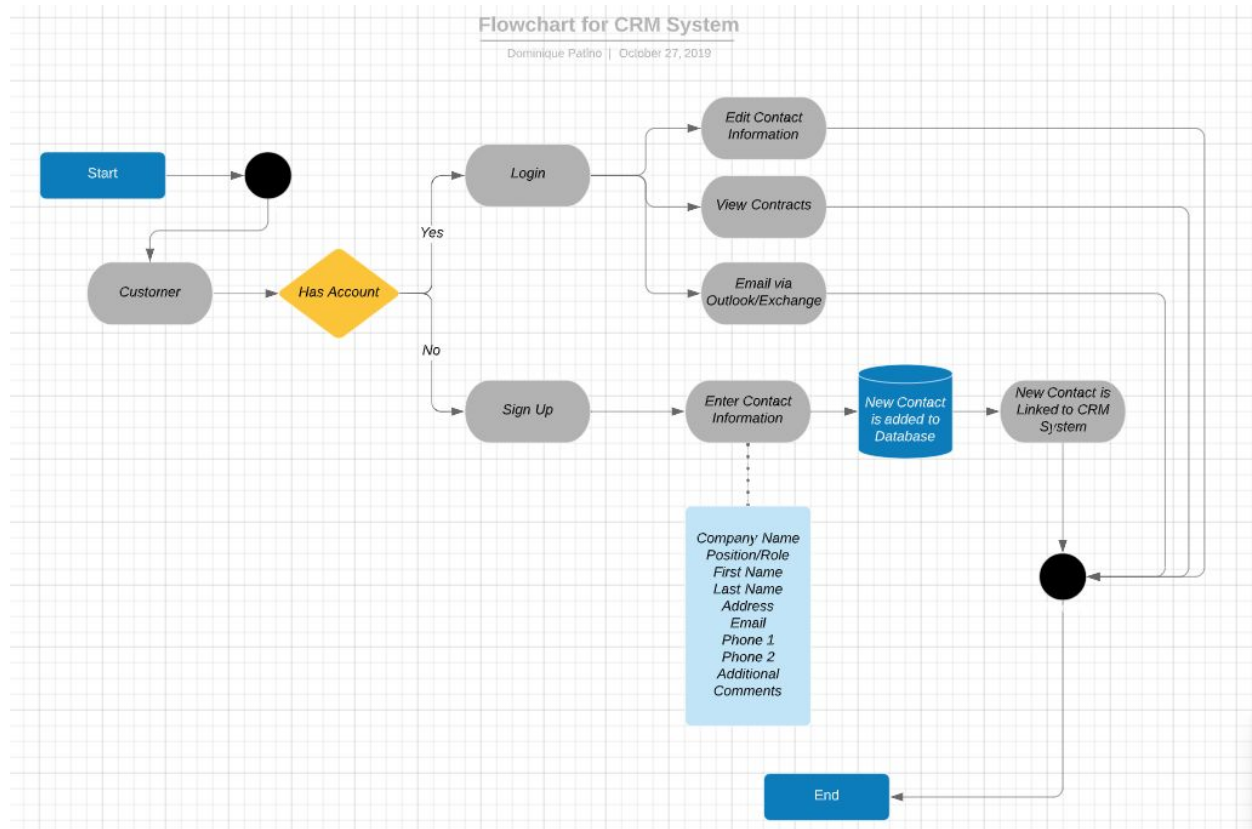 Flowchart for CRM System
Dominique Patino | October 27, 2019
Start
Customer
Has Account
Yes
No
Login
Sign Up
Edit Contact
Information
View Contracts
Email via
Outlook/Exchange
Enter Contact
Information
New Contact
is added to
Database
New Contact is
Linked to CRM
System
Company Name
Position/Role
First Name
Last Name
Address
Email
Phone 1
Phone 2
Additional
Comments
End